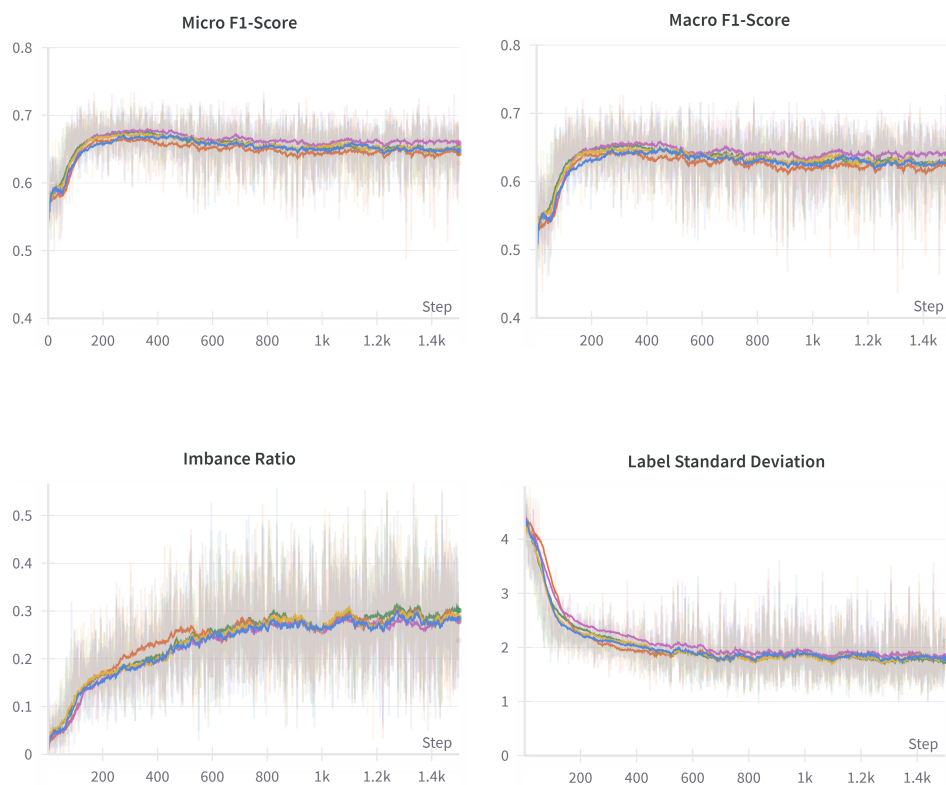 Micro F1-Score
0.8
0.7
0.6
0.5
0.4
Step
0 200 400 600 800 1k 1.2k 1.4k
Macro F1-Score
0.8
0.7
0.6
0.5
0.4
Step
200 400 600 800 1k 1.2k 1.4k
Imbance Ratio
0.5
0.4
0.3
0.2
0.1
0
Step
200 400 600 800 1k 1.2k 1.4k
Label Standard Deviation
4
3
2
1
0
Step
200 400 600 800 1k 1.2k 1.4k